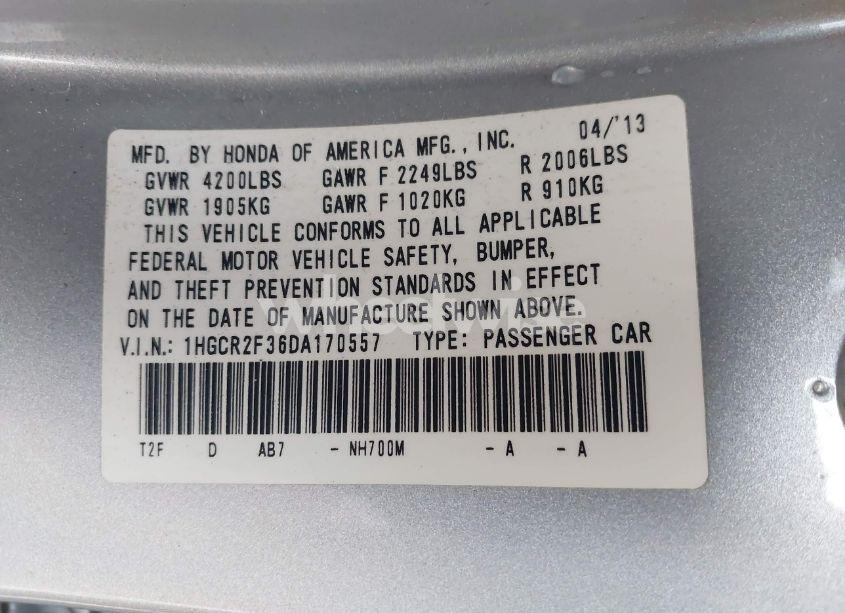 MFD. BY HONDA OF AMERICA MFG., INC. 04/'13
GVWR 4200LBS GAWR F 2249LBS R 2006LBS
GVWR 1905KG GAWR F 1020KG R 910KG
THIS VEHICLE CONFORMS TO ALL APPLICABLE
FEDERAL MOTOR VEHICLE SAFETY, BUMPER,
AND THEFT PREVENTION STANDARDS IN EFFECT
ON THE DATE OF MANUFACTURE SHOWN ABOVE.
Wheelwise
V.I.N.: 1HGCR2F36DA170557 TYPE: PASSENGER CAR
T2F D AB7 - NH700M - A - A